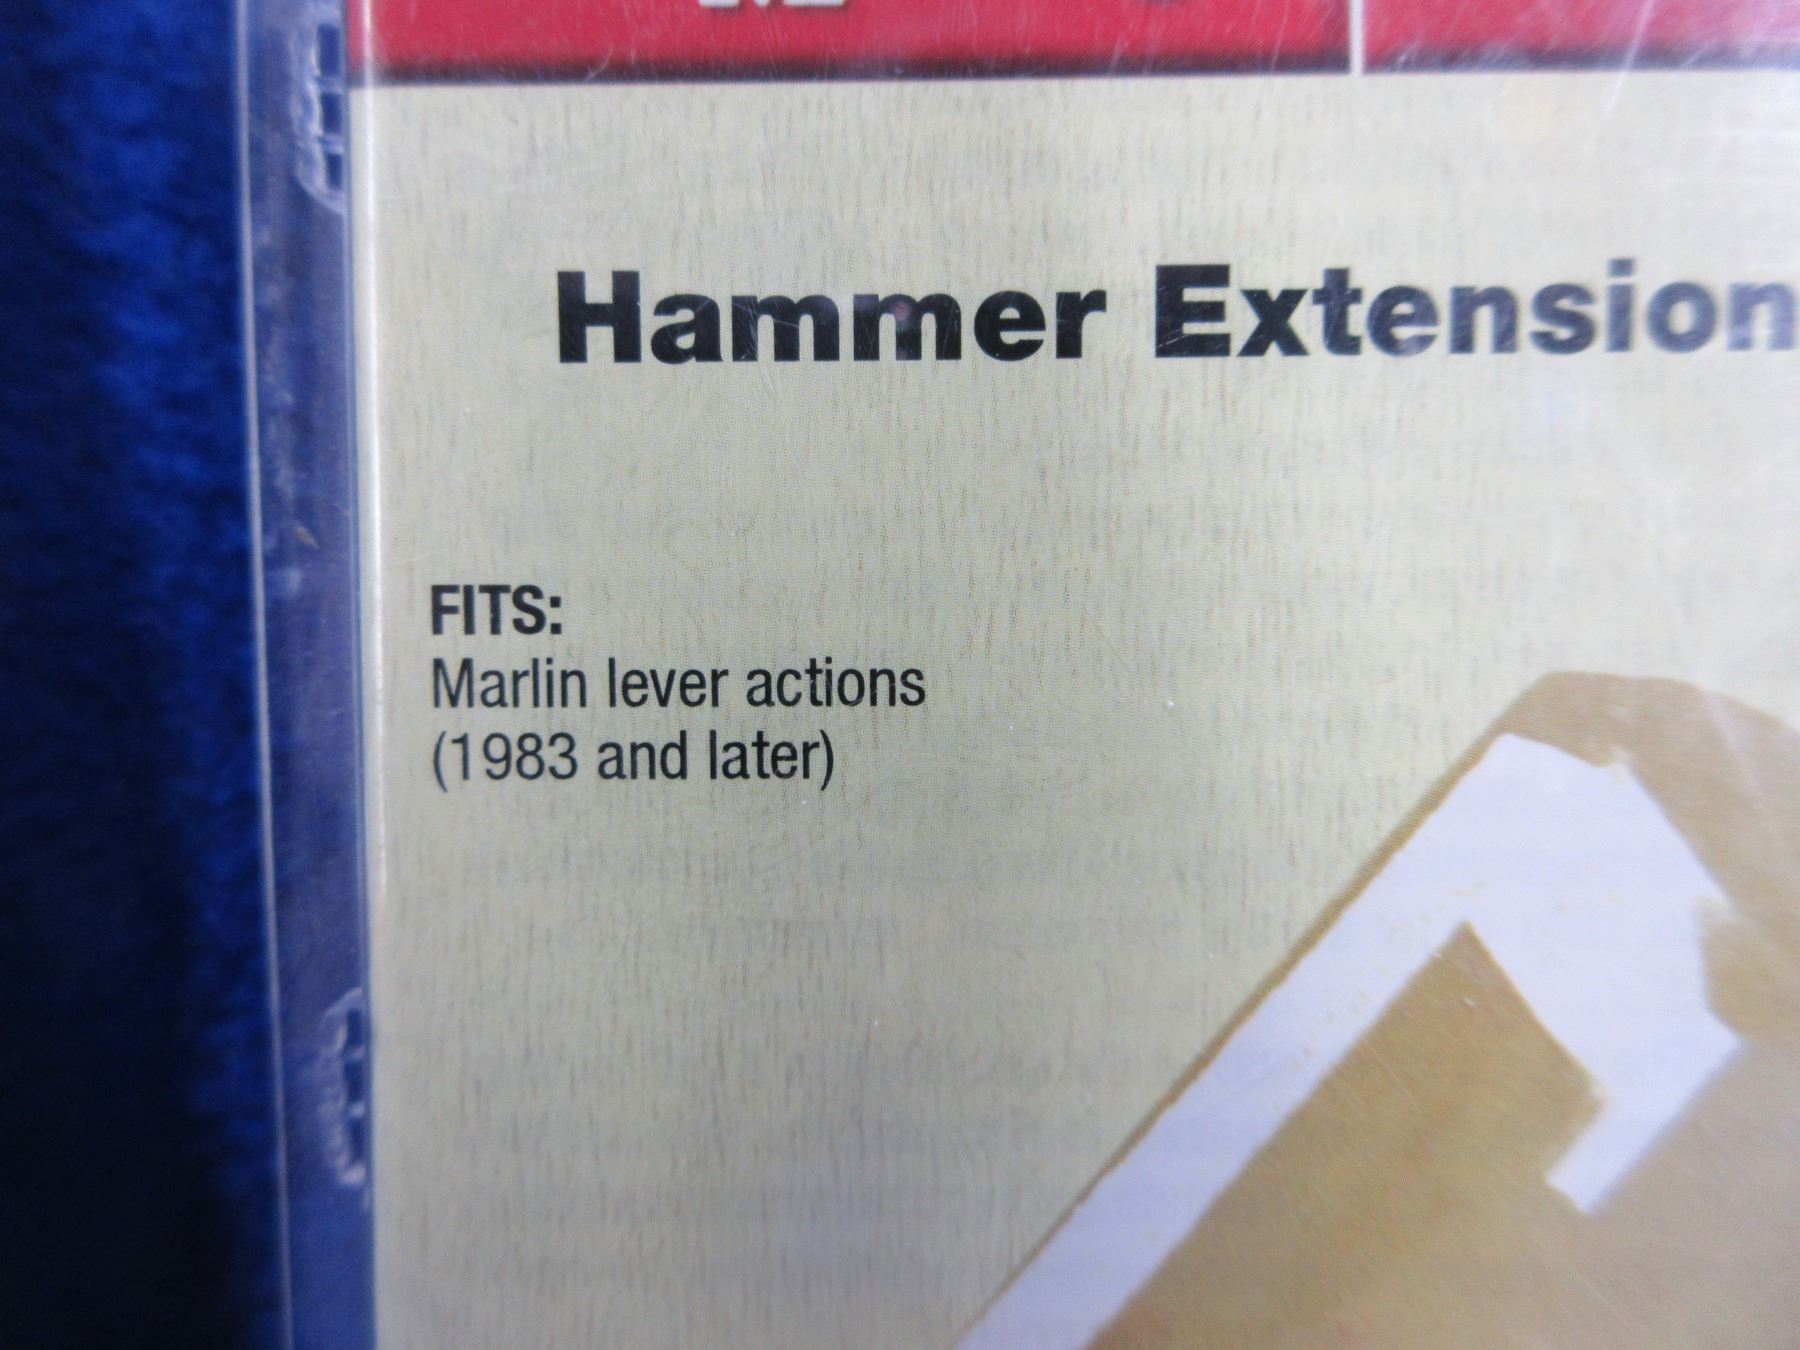 Hammer Extension
FITS:
Marlin lever actions
(1983 and later)